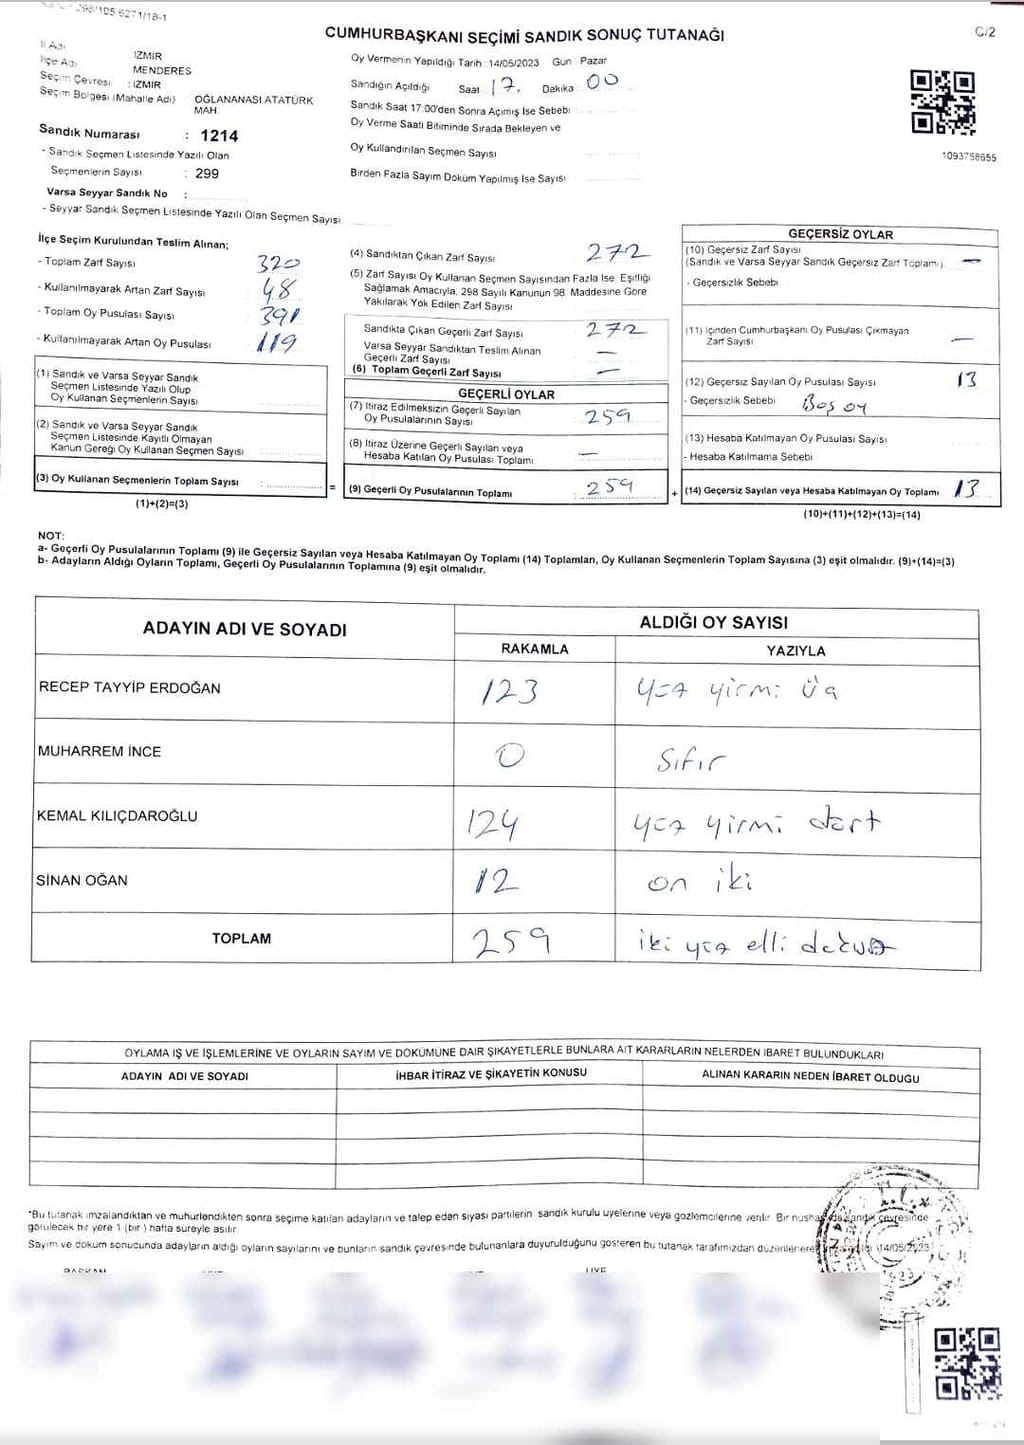 298/105-6271/18-1
CUMHURBAŞKANI SEÇİMİ SANDIK SONUÇ TUTANAĞI
C/2
İl Adı İZMİR
İlçe Adı MENDERES
Seçim Çevresi : İZMİR
Seçim Bölgesi (Mahalle Adı) OĞLANANASI ATATÜRK
MAH.
Sandık Numarası : 1214
- Sandık Seçmen Listesinde Yazılı Olan
Seçmenlerin Sayısı : 299
Varsa Seyyar Sandık No :
- Seyyar Sandık Seçmen Listesinde Yazılı Olan Seçmen Sayısı
Oy Vermenin Yapıldığı Tarih : 14/05/2023 Gün Pazar
Sandığın Açıldığı Saat 17. Dakika : 00
Sandık Saat 17:00'den Sonra Açımış İse Sebebi
Oy Verme Saati Bitiminde Sırada Bekleyen ve
Oy Kullandırılan Seçmen Sayısı
Birden Fazla Sayım Döküm Yapılmış İse Sayısı
1093758655
İlçe Seçim Kurulundan Teslim Alınan;
- Toplam Zarf Sayısı 320
- Kullanılmayarak Artan Zarf Sayısı 48
- Toplam Oy Pusulası Sayısı 391
- Kullanılmayarak Artan Oy Pusulası 119
(1) Sandık ve Varsa Seyyar Sandık
Seçmen Listesinde Yazılı Olup
Oy Kullanan Seçmenlerin Sayısı
(2) Sandık ve Varsa Seyyar Sandık
Seçmen Listesinde Kayıtlı Olmayan
Kanun Gereği Oy Kullanan Seçmen Sayısı
(3) Oy Kullanan Seçmenlerin Toplam Sayısı :
=
(1)+(2)=(3)
(4) Sandıktan Çıkan Zarf Sayısı 272
(5) Zarf Sayısı Oy Kullanan Seçmen Sayısından Fazla İse, Eşitliği
Sağlamak Amacıyla, 298 Sayılı Kanunun 98. Maddesine Göre
Yakılarak Yok Edilen Zarf Sayısı
Sandıkta Çıkan Geçerli Zarf Sayısı 272
Varsa Seyyar Sandıktan Teslim Alınan
Geçerli Zarf Sayısı —
(6) Toplam Geçerli Zarf Sayısı —
GEÇERLİ OYLAR
(7) İtiraz Edilmeksizin Geçerli Sayılan
Oy Pusulalarının Sayısı 259
(8) İtiraz Üzerine Geçerli Sayılan veya
Hesaba Katılan Oy Pusulası Toplamı —
(9) Geçerli Oy Pusulalarının Toplamı : 259
+
GEÇERSİZ OYLAR
(10) Geçersiz Zarf Sayısı
(Sandık ve Varsa Seyyar Sandık Geçersiz Zarf Toplamı) —
- Geçersizlik Sebebi
(11) İçinden Cumhurbaşkanı Oy Pusulası Çıkmayan
Zarf Sayısı —
(12) Geçersiz Sayılan Oy Pusulası Sayısı 13
- Geçersizlik Sebebi Boş oy
(13) Hesaba Katılmayan Oy Pusulası Sayısı
- Hesaba Katılmama Sebebi
(14) Geçersiz Sayılan veya Hesaba Katılmayan Oy Toplamı 13
(10)+(11)+(12)+(13)=(14)
NOT:
a- Geçerli Oy Pusulalarının Toplamı (9) ile Geçersiz Sayılan veya Hesaba Katılmayan Oy Toplamı (14) Toplamları, Oy Kullanan Seçmenlerin Toplam Sayısına (3) eşit olmalıdır. (9)+(14)=(3)
b- Adayların Aldığı Oyların Toplamı, Geçerli Oy Pusulalarının Toplamına (9) eşit olmalıdır.
ADAYIN ADI VE SOYADI
ALDIĞI OY SAYISI
RAKAMLA YAZIYLA
RECEP TAYYİP ERDOĞAN 123 yüz yirmi üç
MUHARREM İNCE 0 sıfır
KEMAL KILIÇDAROĞLU 124 yüz yirmi dört
SİNAN OĞAN 12 on iki
TOPLAM 259 iki yüz elli dokuz
OYLAMA İŞ VE İŞLEMLERİNE VE OYLARIN SAYIM VE DÖKÜMÜNE DAİR ŞİKAYETLERLE BUNLARA AİT KARARLARIN NELERDEN İBARET BULUNDUKLARI
ADAYIN ADI VE SOYADI İHBAR İTİRAZ VE ŞİKAYETİN KONUSU ALINAN KARARIN NEDEN İBARET OLDUĞU
*Bu tutanak imzalandıktan ve mühürlendikten sonra seçime katılan adayların ve talep eden siyasi partilerin sandık kurulu üyelerine veya gözlemcilerine verilir. Bir nüshası da sandık çevresinde
görülecek bir yere 1 (bir) hafta süreyle asılır.
Sayım ve döküm sonucunda adayların aldığı oyların sayılarını ve bunların sandık çevresinde bulunanlara duyurulduğunu gösteren bu tutanak tarafımızdan düzenlenerek 14/05/2023
BAŞKAN ÜYE
T.C.
1923